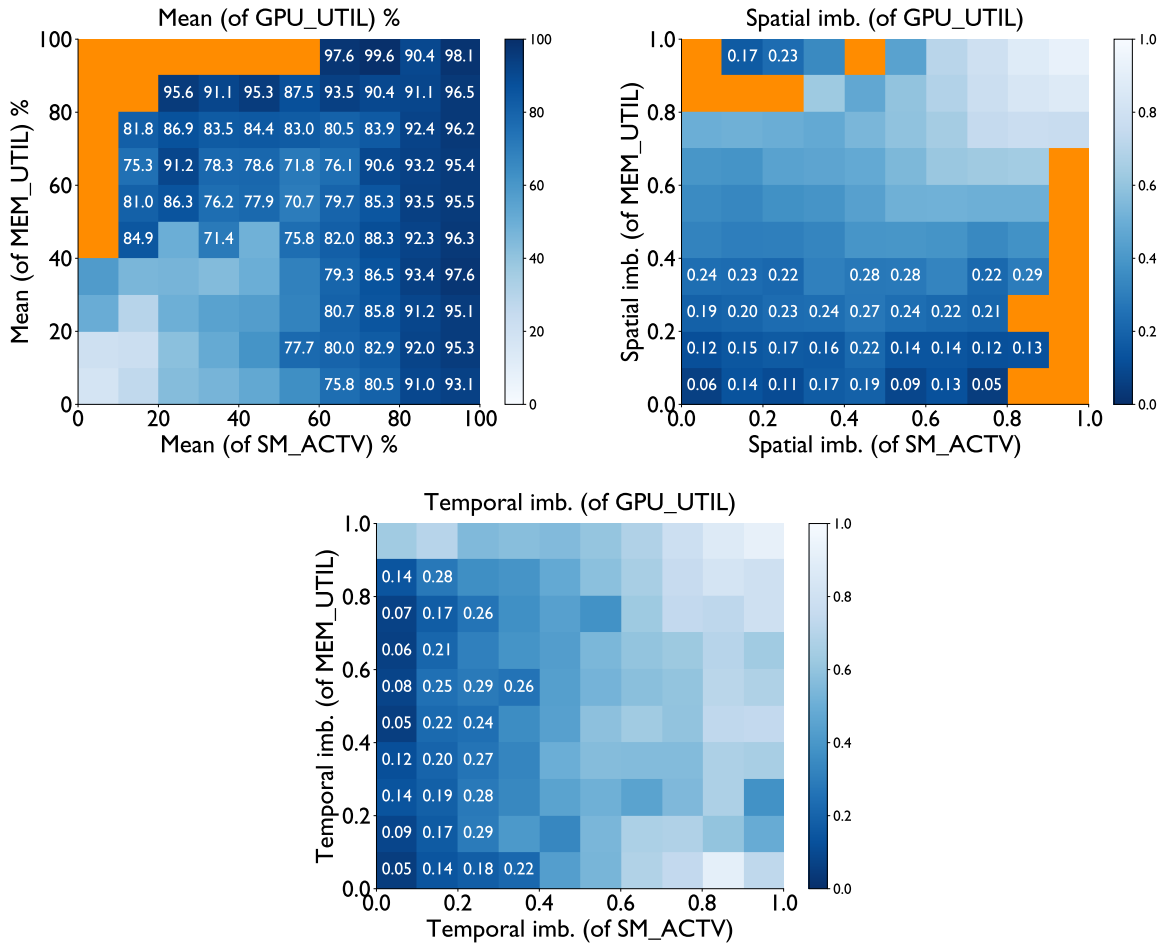 Mean (of GPU_UTIL) %
100
80
60
40
20
0
Mean (of MEM_UTIL) %
97.6 99.6 90.4 98.1
95.6 91.1 95.3 87.5 93.5 90.4 91.1 96.5
81.8 86.9 83.5 84.4 83.0 80.5 83.9 92.4 96.2
75.3 91.2 78.3 78.6 71.8 76.1 90.6 93.2 95.4
81.0 86.3 76.2 77.9 70.7 79.7 85.3 93.5 95.5
84.9 71.4 75.8 82.0 88.3 92.3 96.3
79.3 86.5 93.4 97.6
80.7 85.8 91.2 95.1
77.7 80.0 82.9 92.0 95.3
75.8 80.5 91.0 93.1
0 20 40 60 80 100
Mean (of SM_ACTV) %
100
80
60
40
20
0
Spatial imb. (of GPU_UTIL)
1.0
0.8
0.6
0.4
0.2
0.0
Spatial imb. (of MEM_UTIL)
0.17 0.23
0.24 0.23 0.22 0.28 0.28 0.22 0.29
0.19 0.20 0.23 0.24 0.27 0.24 0.22 0.21
0.12 0.15 0.17 0.16 0.22 0.14 0.14 0.12 0.13
0.06 0.14 0.11 0.17 0.19 0.09 0.13 0.05
0.0 0.2 0.4 0.6 0.8 1.0
Spatial imb. (of SM_ACTV)
1.0
0.8
0.6
0.4
0.2
0.0
Temporal imb. (of GPU_UTIL)
1.0
0.8
0.6
0.4
0.2
0.0
Temporal imb. (of MEM_UTIL)
0.14 0.28
0.07 0.17 0.26
0.06 0.21
0.08 0.25 0.29 0.26
0.05 0.22 0.24
0.12 0.20 0.27
0.14 0.19 0.28
0.09 0.17 0.29
0.05 0.14 0.18 0.22
0.0 0.2 0.4 0.6 0.8 1.0
Temporal imb. (of SM_ACTV)
1.0
0.8
0.6
0.4
0.2
0.0